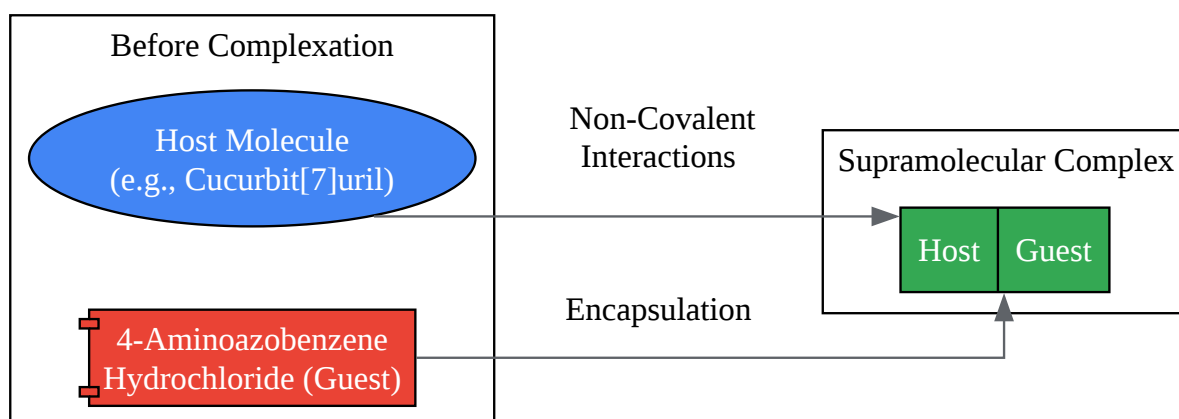 Before Complexation
Host Molecule
(e.g., Cucurbit[7]uril)
4-Aminoazobenzene
Hydrochloride (Guest)
Non-Covalent
Interactions
Encapsulation
Supramolecular Complex
Host
Guest